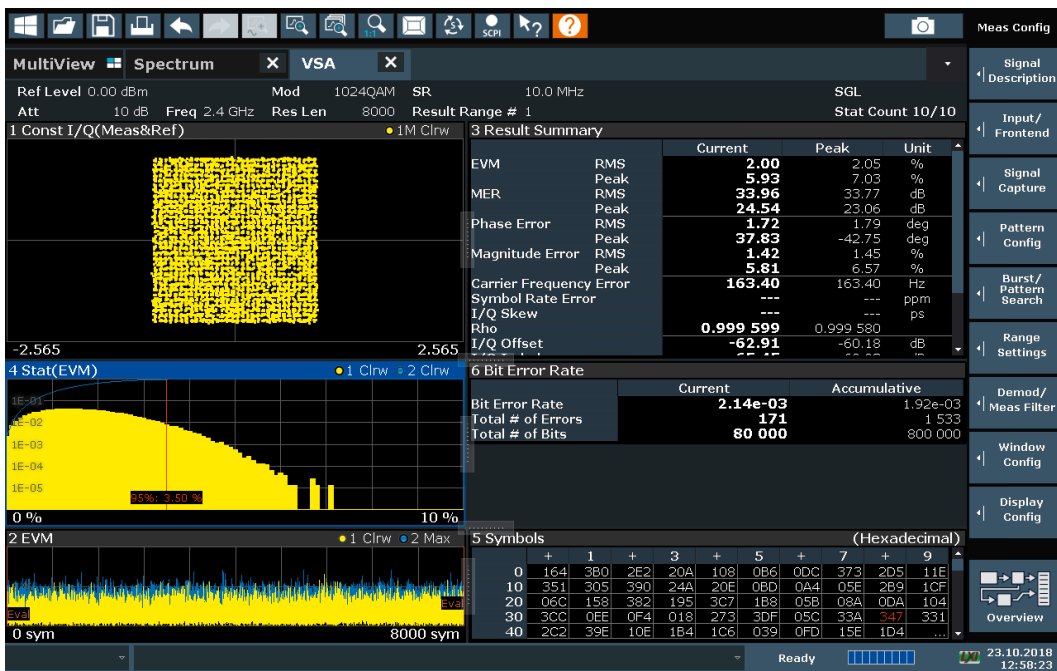 1:1
SCPI
?
?
Meas Config
MultiView Spectrum X VSA X
Ref Level 0.00 dBm Mod 1024QAM SR 10.0 MHz SGL
Att 10 dB Freq 2.4 GHz Res Len 8000 Result Range # 1 Stat Count 10/10
1 Const I/Q(Meas&Ref) 1M Clrw
-2.565 2.565
3 Result Summary
Current Peak Unit
EVM RMS 2.00 2.05 %
Peak 5.93 7.03 %
MER RMS 33.96 33.77 dB
Peak 24.54 23.06 dB
Phase Error RMS 1.72 1.79 deg
Peak 37.83 -42.75 deg
Magnitude Error RMS 1.42 1.45 %
Peak 5.81 6.57 %
Carrier Frequency Error 163.40 163.40 Hz
Symbol Rate Error --- --- ppm
I/Q Skew --- --- ps
Rho 0.999 599 0.999 580
I/Q Offset -62.91 -60.18 dB
4 Stat(EVM) 1 Clrw 2 Clrw
1E-01
1E-02
1E-03
1E-04
1E-05
95%: 3.50 %
0 % 10 %
6 Bit Error Rate
Current Accumulative
Bit Error Rate 2.14e-03 1.92e-03
Total # of Errors 171 1 533
Total # of Bits 80 000 800 000
2 EVM 1 Clrw 2 Max
Eval Eval
0 sym 8000 sym
5 Symbols (Hexadecimal)
+ 1 + 3 + 5 + 7 + 9
0 164 3B0 2E2 20A 108 0B6 0DC 373 2D5 11E
10 351 305 390 24A 20E 0BD 0A4 05E 2B9 1CF
20 06C 158 382 195 3C7 1B8 05B 08A 0DA 104
30 3CC 0EE 0F4 018 273 3DF 05C 33A 347 331
40 2C2 39E 10E 1B4 1C6 039 0FD 15E 1D4 ...
Signal
Description
Input/
Frontend
Signal
Capture
Pattern
Config
Burst/
Pattern
Search
Range
Settings
Demod/
Meas Filter
Window
Config
Display
Config
Overview
Ready
23.10.2018
12:58:23